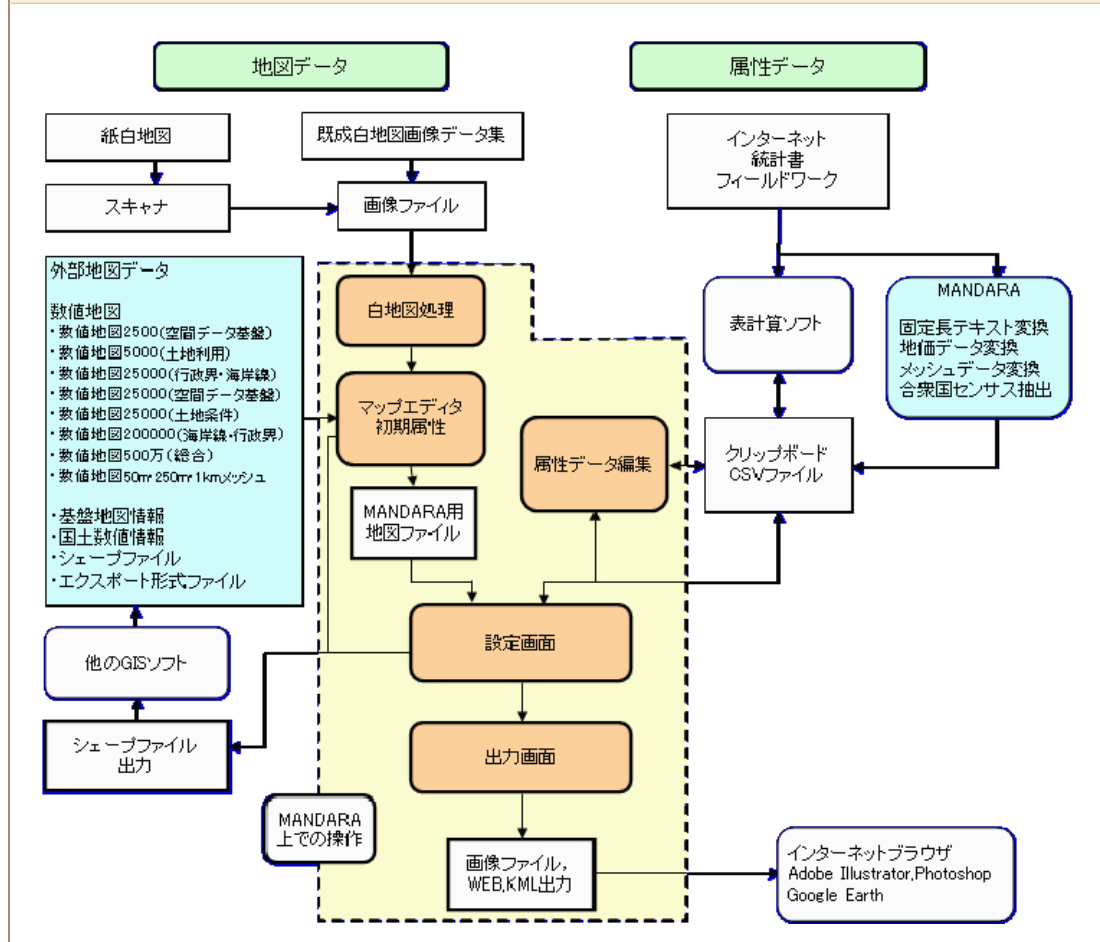 地図データ
属性データ
紙白地図
既成白地図画像データ集
インターネット
統計書
フィールドワーク
スキャナ
画像ファイル
外部地図データ
数値地図
・数値地図2500(空間データ基盤)
・数値地図5000(土地利用)
・数値地図25000(行政界・海岸線)
・数値地図25000(空間データ基盤)
・数値地図25000(土地条件)
・数値地図200000(海岸線・行政界)
・数値地図500万(総合)
・数値地図50m・250m・1kmメッシュ
・基盤地図情報
・国土数値情報
・シェープファイル
・エクスポート形式ファイル
白地図処理
マップエディタ
初期属性
MANDARA用
地図ファイル
属性データ編集
表計算ソフト
MANDARA
固定長テキスト変換
地価データ変換
メッシュデータ変換
合衆国センサス抽出
クリップボード
CSVファイル
設定画面
他のGISソフト
シェープファイル
出力
出力画面
MANDARA
上での操作
画像ファイル,
WEB,KML出力
インターネットブラウザ
Adobe Illustrator,Photoshop
Google Earth